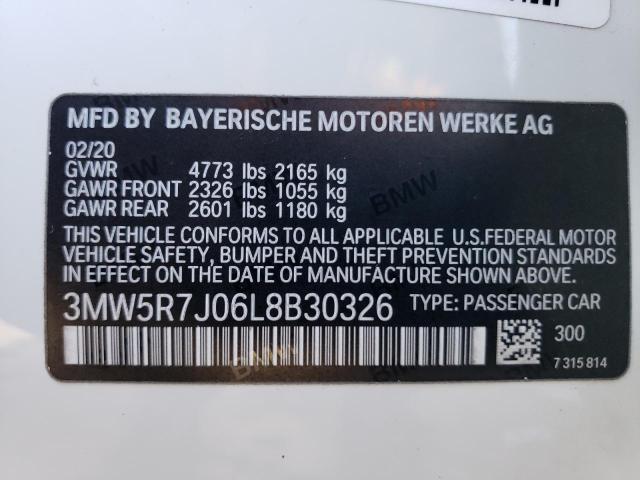 MFD BY BAYERISCHE MOTOREN WERKE AG
02/20
GVWR 4773 lbs 2165 kg
GAWR FRONT 2326 lbs 1055 kg
GAWR REAR 2601 lbs 1180 kg
THIS VEHICLE CONFORMS TO ALL APPLICABLE U.S.FEDERAL MOTOR
VEHICLE SAFETY, BUMPER AND THEFT PREVENTION STANDARDS
IN EFFECT ON THE DATE OF MANUFACTURE SHOWN ABOVE.
3MW5R7J06L8B30326 TYPE: PASSENGER CAR
300
7 315 814